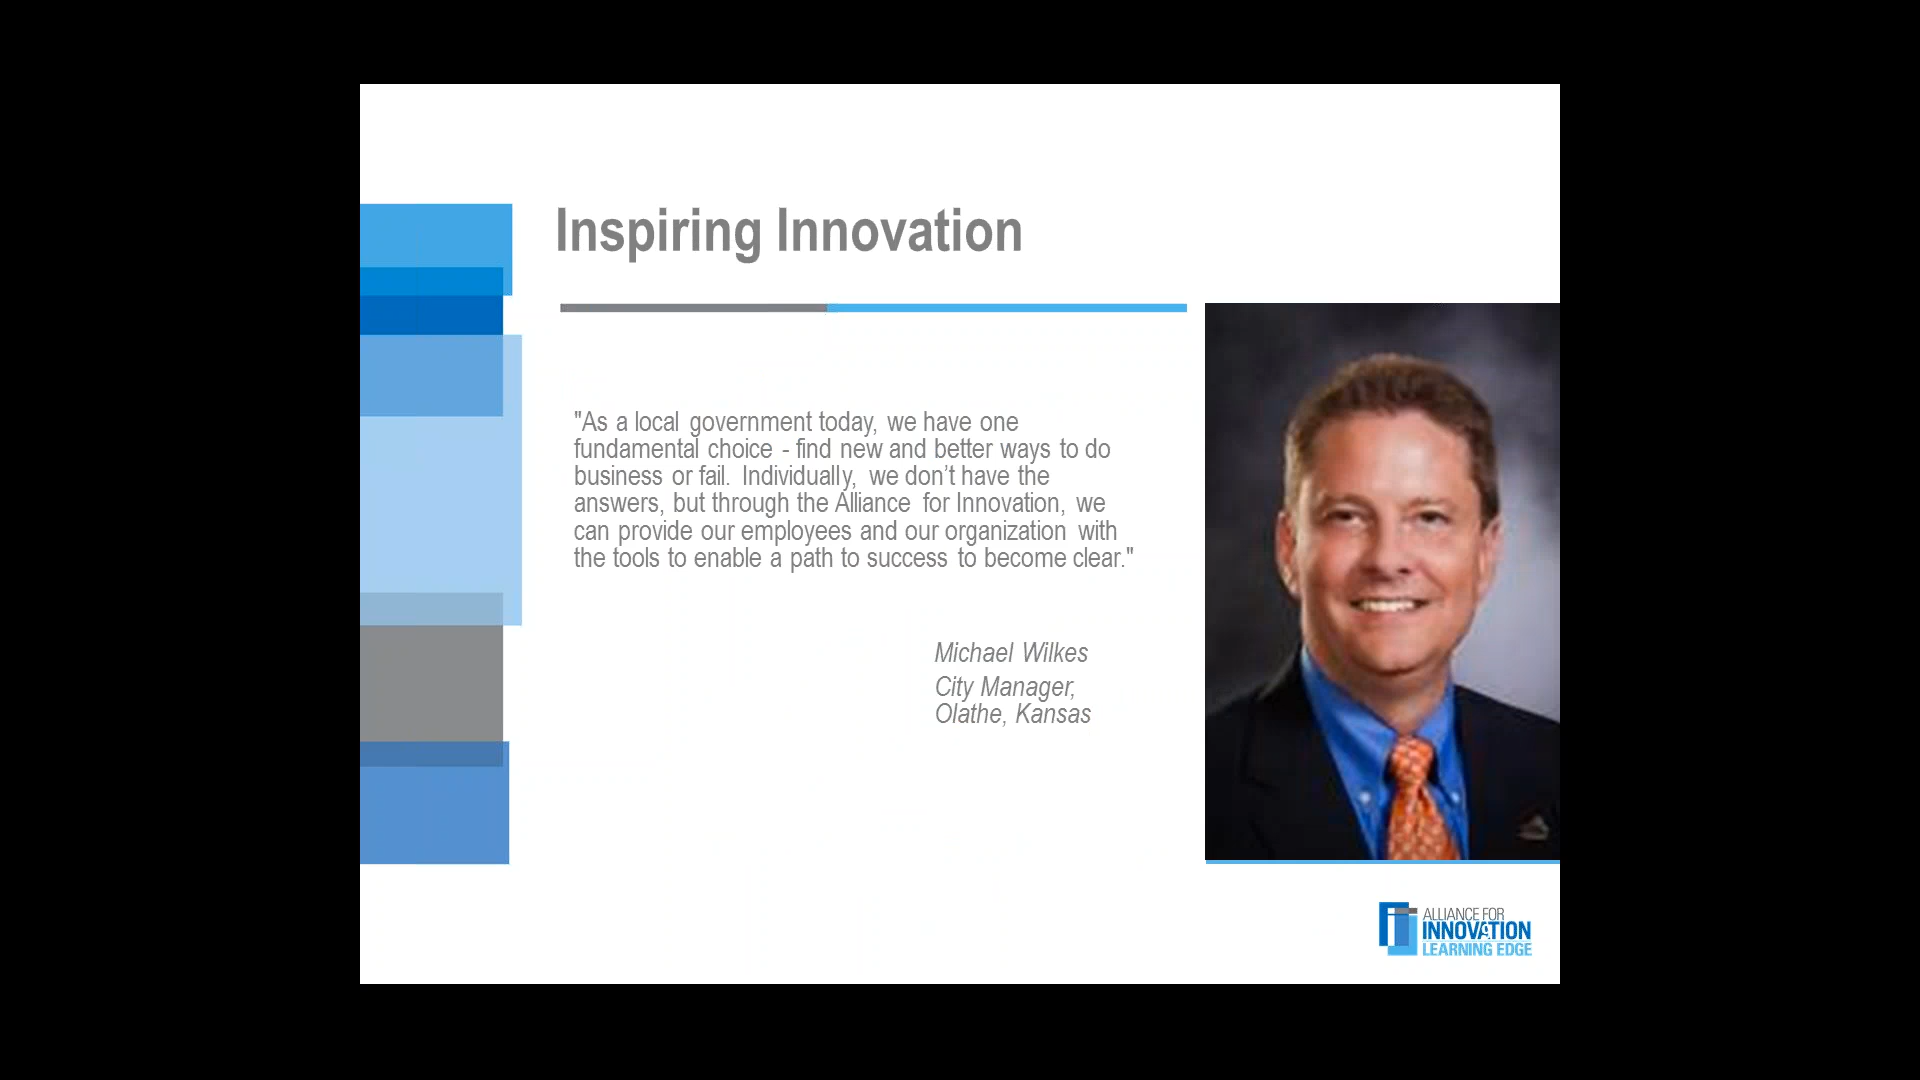 Inspiring Innovation
"As a local government today, we have one
fundamental choice - find new and better ways to do
business or fail. Individually, we don’t have the
answers, but through the Alliance for Innovation, we
can provide our employees and our organization with
the tools to enable a path to success to become clear."
Michael Wilkes
City Manager,
Olathe, Kansas
ALLIANCE FOR
INNOVATION
LEARNING EDGE